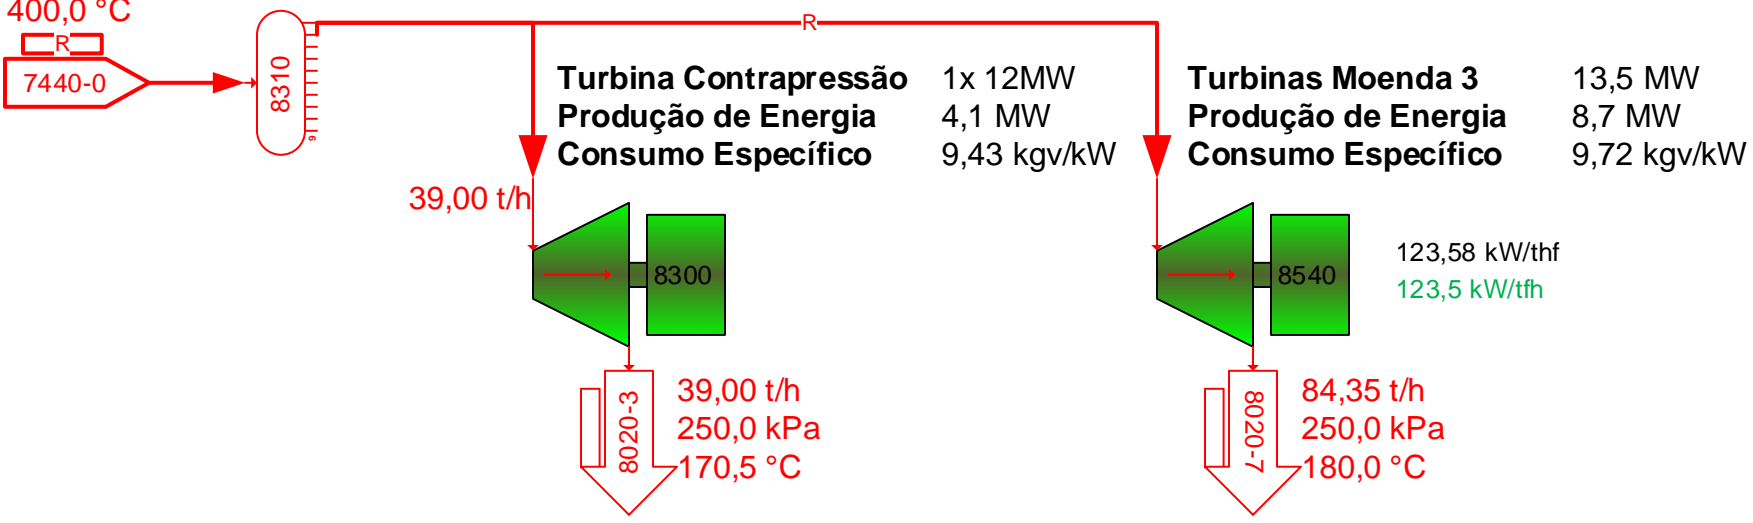 400,0 °C
R
7440-0
8310
9
R
Turbina Contrapressão 1x 12MW
Produção de Energia 4,1 MW
Consumo Específico 9,43 kgv/kW
Turbinas Moenda 3 13,5 MW
Produção de Energia 8,7 MW
Consumo Específico 9,72 kgv/kW
39,00 t/h
8300
8540
123,58 kW/thf
123,5 kW/tfh
8020-3
39,00 t/h
250,0 kPa
170,5 °C
8020-7
84,35 t/h
250,0 kPa
180,0 °C